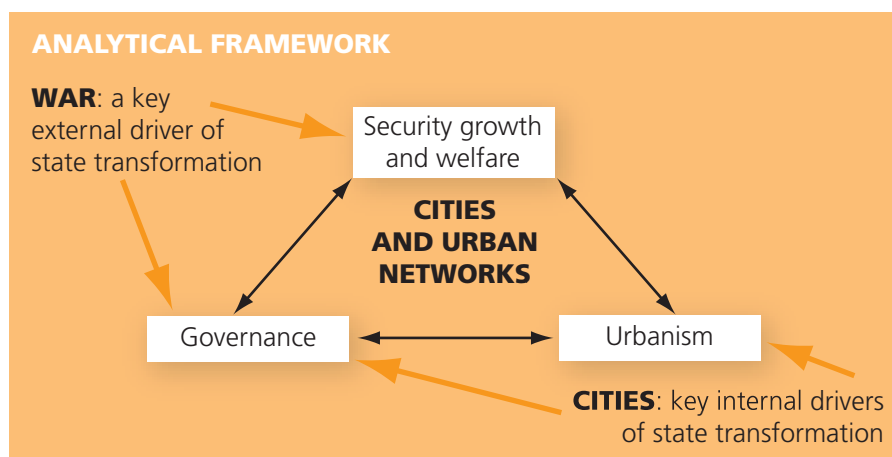 ANALYTICAL FRAMEWORK
WAR: a key
external driver of
state transformation
Security growth
and welfare
CITIES
AND URBAN
NETWORKS
Governance
Urbanism
CITIES: key internal drivers
of state transformation